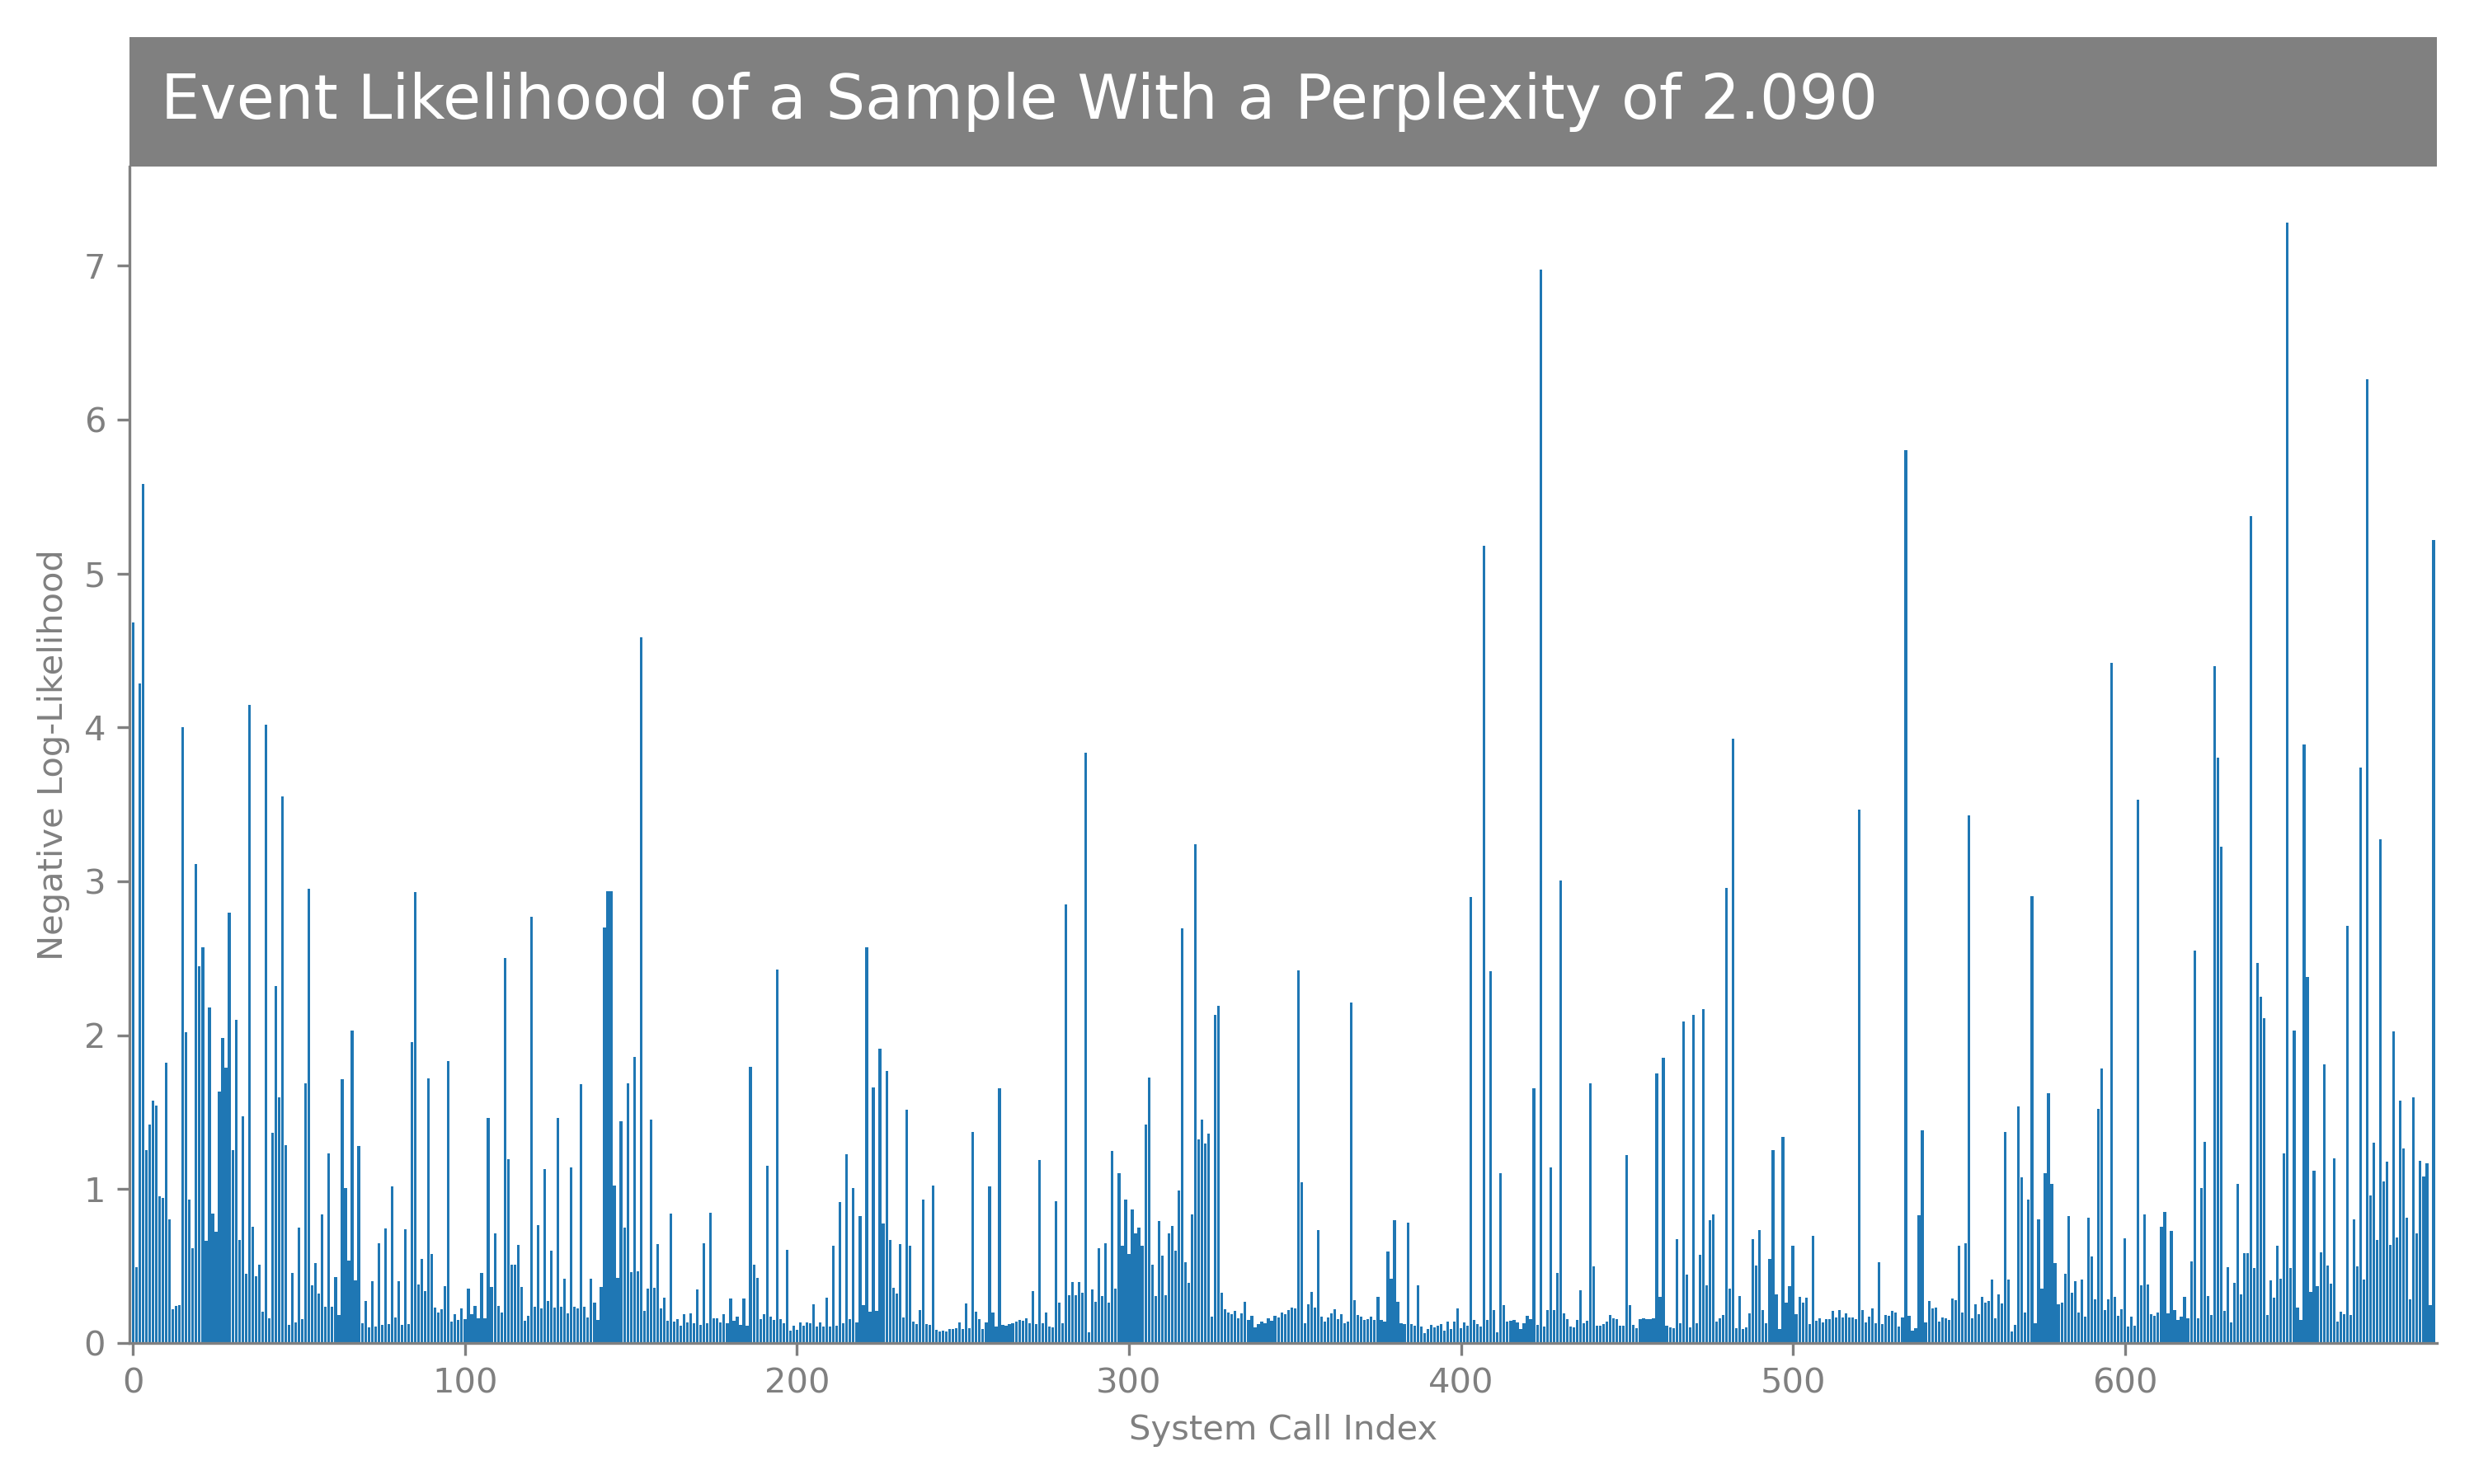 Event Likelihood of a Sample With a Perplexity of 2.090
Negative Log-Likelihood
7
6
5
4
3
2
1
0
0 100 200 300 400 500 600
System Call Index